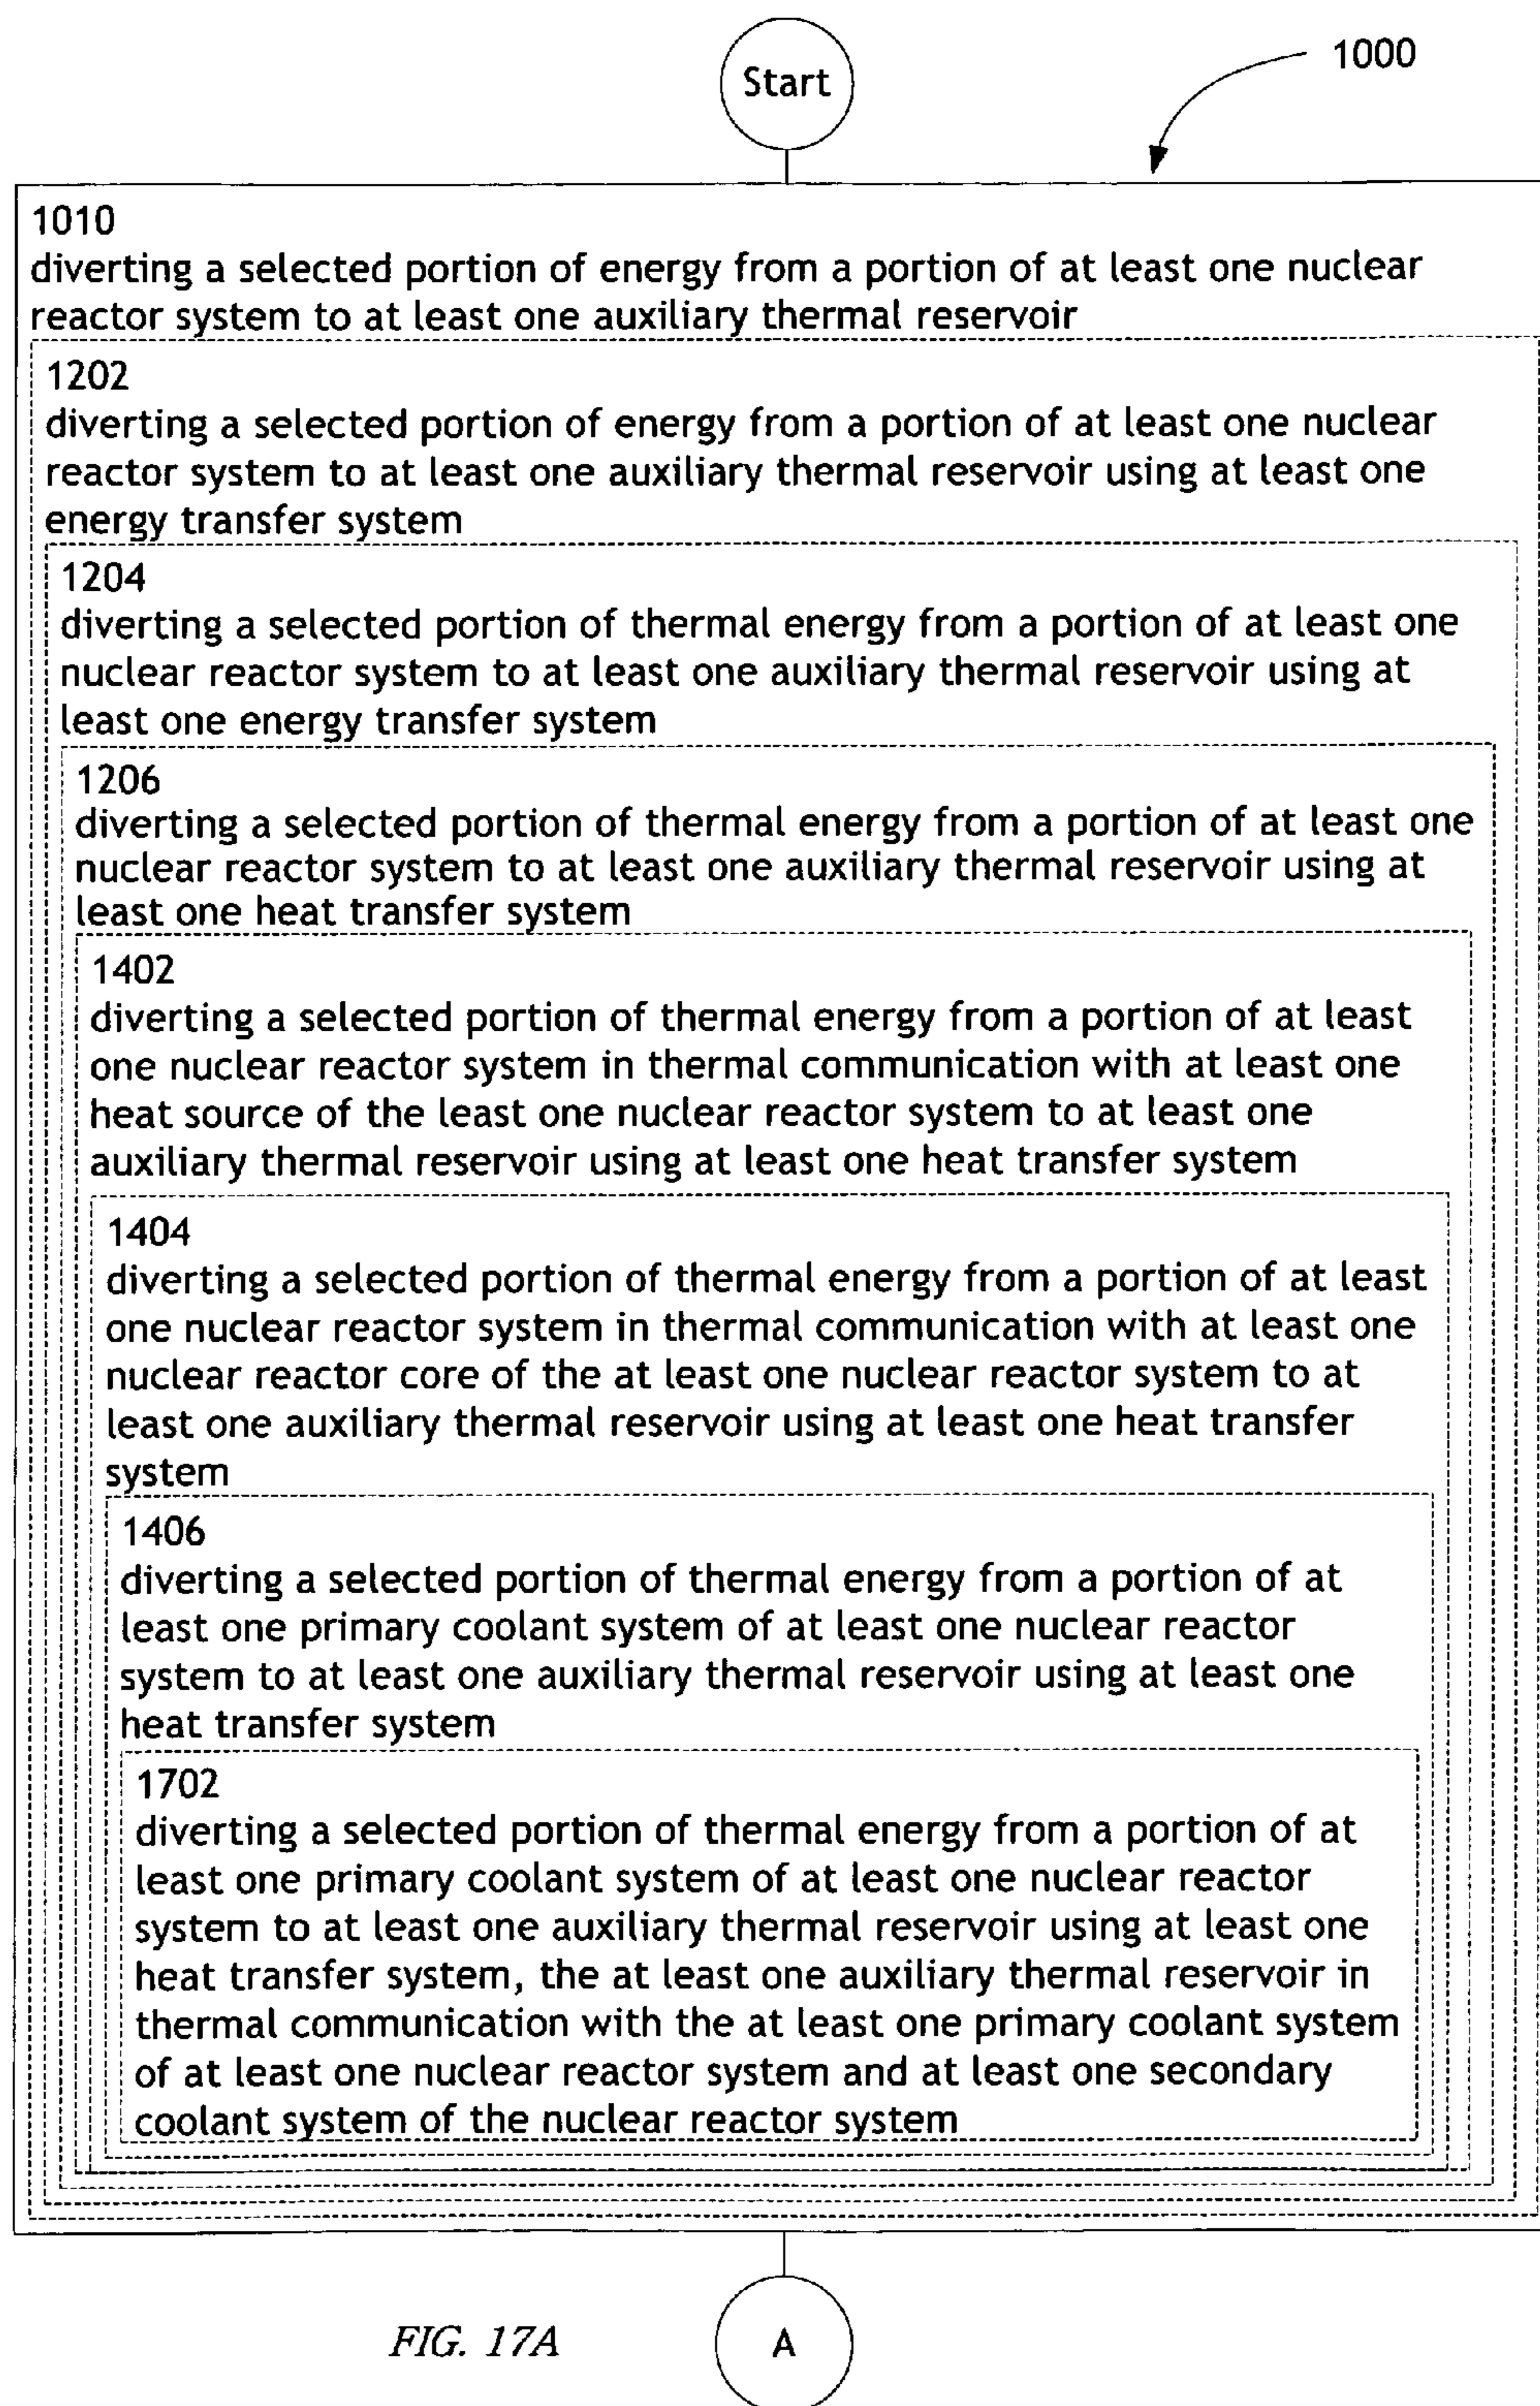 Start
1000
1010
diverting a selected portion of energy from a portion of at least one nuclear
reactor system to at least one auxiliary thermal reservoir
1202
diverting a selected portion of energy from a portion of at least one nuclear
reactor system to at least one auxiliary thermal reservoir using at least one
energy transfer system
1204
diverting a selected portion of thermal energy from a portion of at least one
nuclear reactor system to at least one auxiliary thermal reservoir using at
least one energy transfer system
1206
diverting a selected portion of thermal energy from a portion of at least one
nuclear reactor system to at least one auxiliary thermal reservoir using at
least one heat transfer system
1402
diverting a selected portion of thermal energy from a portion of at least
one nuclear reactor system in thermal communication with at least one
heat source of the least one nuclear reactor system to at least one
auxiliary thermal reservoir using at least one heat transfer system
1404
diverting a selected portion of thermal energy from a portion of at least
one nuclear reactor system in thermal communication with at least one
nuclear reactor core of the at least one nuclear reactor system to at
least one auxiliary thermal reservoir using at least one heat transfer
system
1406
diverting a selected portion of thermal energy from a portion of at
least one primary coolant system of at least one nuclear reactor
system to at least one auxiliary thermal reservoir using at least one
heat transfer system
1702
diverting a selected portion of thermal energy from a portion of at
least one primary coolant system of at least one nuclear reactor
system to at least one auxiliary thermal reservoir using at least one
heat transfer system, the at least one auxiliary thermal reservoir in
thermal communication with the at least one primary coolant system
of at least one nuclear reactor system and at least one secondary
coolant system of the nuclear reactor system
FIG. 17A
A